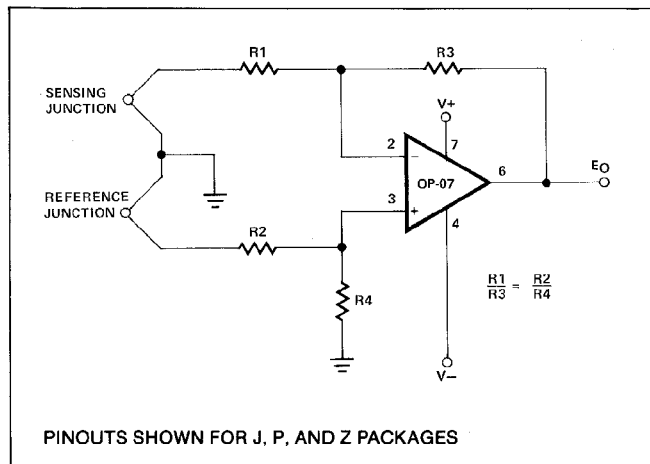 R1
R3
SENSING
JUNCTION
V+
7
2
−
OP-07
6
EO
REFERENCE
JUNCTION
3
+
4
R2
R4
R1
R3
=
R2
R4
V−
PINOUTS SHOWN FOR J, P, AND Z PACKAGES